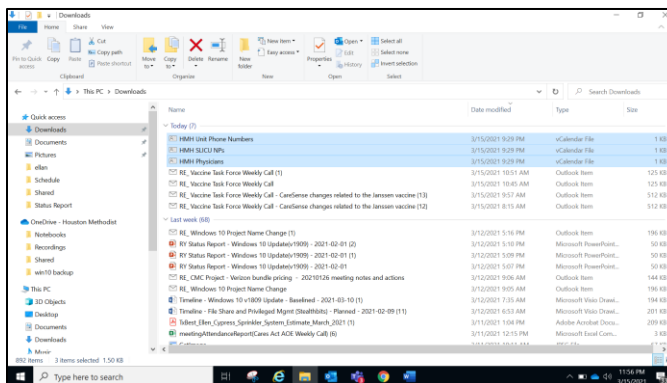 Downloads
File Home Share View
Pin to Quick access
Copy
Paste
Cut
Copy path
Paste shortcut
Move to
Copy to
Delete
Rename
New folder
New item
Easy access
Properties
Open
Edit
History
Select all
Select none
Invert selection
Clipboard Organize New Open Select
This PC > Downloads
Search Downloads
Quick access
Downloads
Documents
Pictures
ellan
Schedule
Shared
Status Report
OneDrive - Houston Methodist
Notebooks
Recordings
Shared
win10 backup
This PC
3D Objects
Desktop
Documents
Downloads
Music
Name Date modified Type Size
Today (7)
HMH Unit Phone Numbers 3/15/2021 9:29 PM vCalendar File 1 KB
HMH SUCU NPs 3/15/2021 9:29 PM vCalendar File 1 KB
HMH Physicians 3/15/2021 9:29 PM vCalendar File 1 KB
RE_ Vaccine Task Force Weekly Call (1) 3/15/2021 10:51 AM Outlook Item 125 KB
RE_ Vaccine Task Force Weekly Call 3/15/2021 10:45 AM Outlook Item 125 KB
RE_ Vaccine Task Force Weekly Call - CareSense changes related to the Janssen vaccine (13) 3/15/2021 9:57 AM Outlook Item 512 KB
RE_ Vaccine Task Force Weekly Call - CareSense changes related to the Janssen vaccine (12) 3/15/2021 8:15 AM Outlook Item 512 KB
Last week (68)
RE_ Windows 10 Project Name Change (1) 3/12/2021 5:16 PM Outlook Item 196 KB
RY Status Report - Windows 10 Update(v1909) - 2021-02-01 (2) 3/12/2021 5:10 PM Microsoft PowerPoint... 50 KB
RY Status Report - Windows 10 Update(v1909) - 2021-02-01 (1) 3/12/2021 5:09 PM Microsoft PowerPoint... 50 KB
RY Status Report - Windows 10 Update(v1909) - 2021-02-01 3/12/2021 5:07 PM Microsoft PowerPoint... 50 KB
RE_ CMC Project - Verizon bundle pricing - 20210126 meeting notes and actions 3/12/2021 9:06 AM Outlook Item 144 KB
RE_ Windows 10 Project Name Change 3/12/2021 9:05 AM Outlook Item 196 KB
Timeline - Windows 10 v1809 Update - Baselined - 2021-03-10 (1) 3/12/2021 7:35 AM Microsoft Visio Draw... 194 KB
Timeline - File Share and Privileged Mgmt (Stealthbits) - Planned - 2021-02-09 (11) 3/12/2021 6:53 AM Microsoft Visio Draw... 201 KB
Tidiest_Ellen_Cypress_Sprinkler_System_Estimate_March_2021 (1) 3/11/2021 1:04 PM Adobe Acrobat Docu... 209 KB
meetingAttendanceReport(Cares Act AOE Weekly Call) (6) 3/11/2021 12:15 PM Microsoft Excel Com... 3 KB
892 items 3 items selected 1.50 KB
Type here to search
11:56 PM
3/15/2021